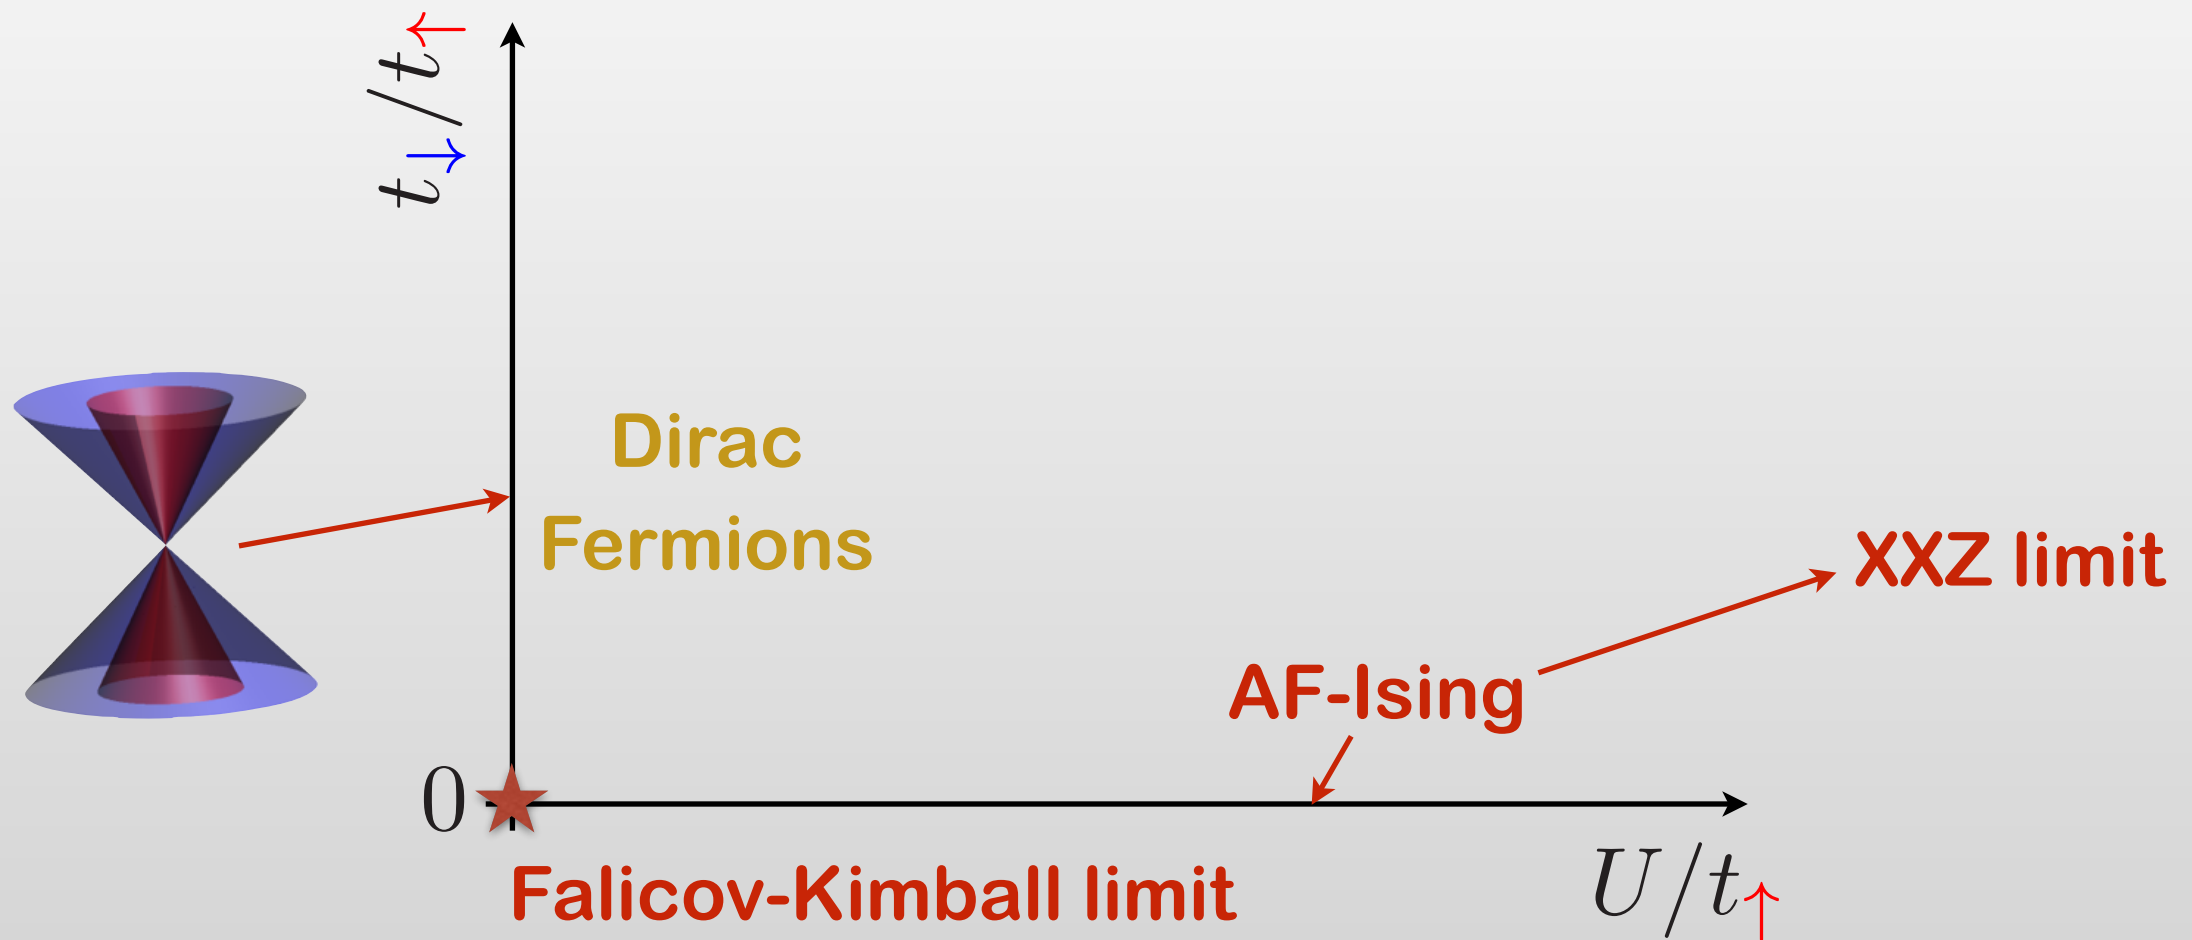 t↓/t↑
Dirac
Fermions
XXZ limit
AF-Ising
0
Falicov-Kimball limit
U/t↑